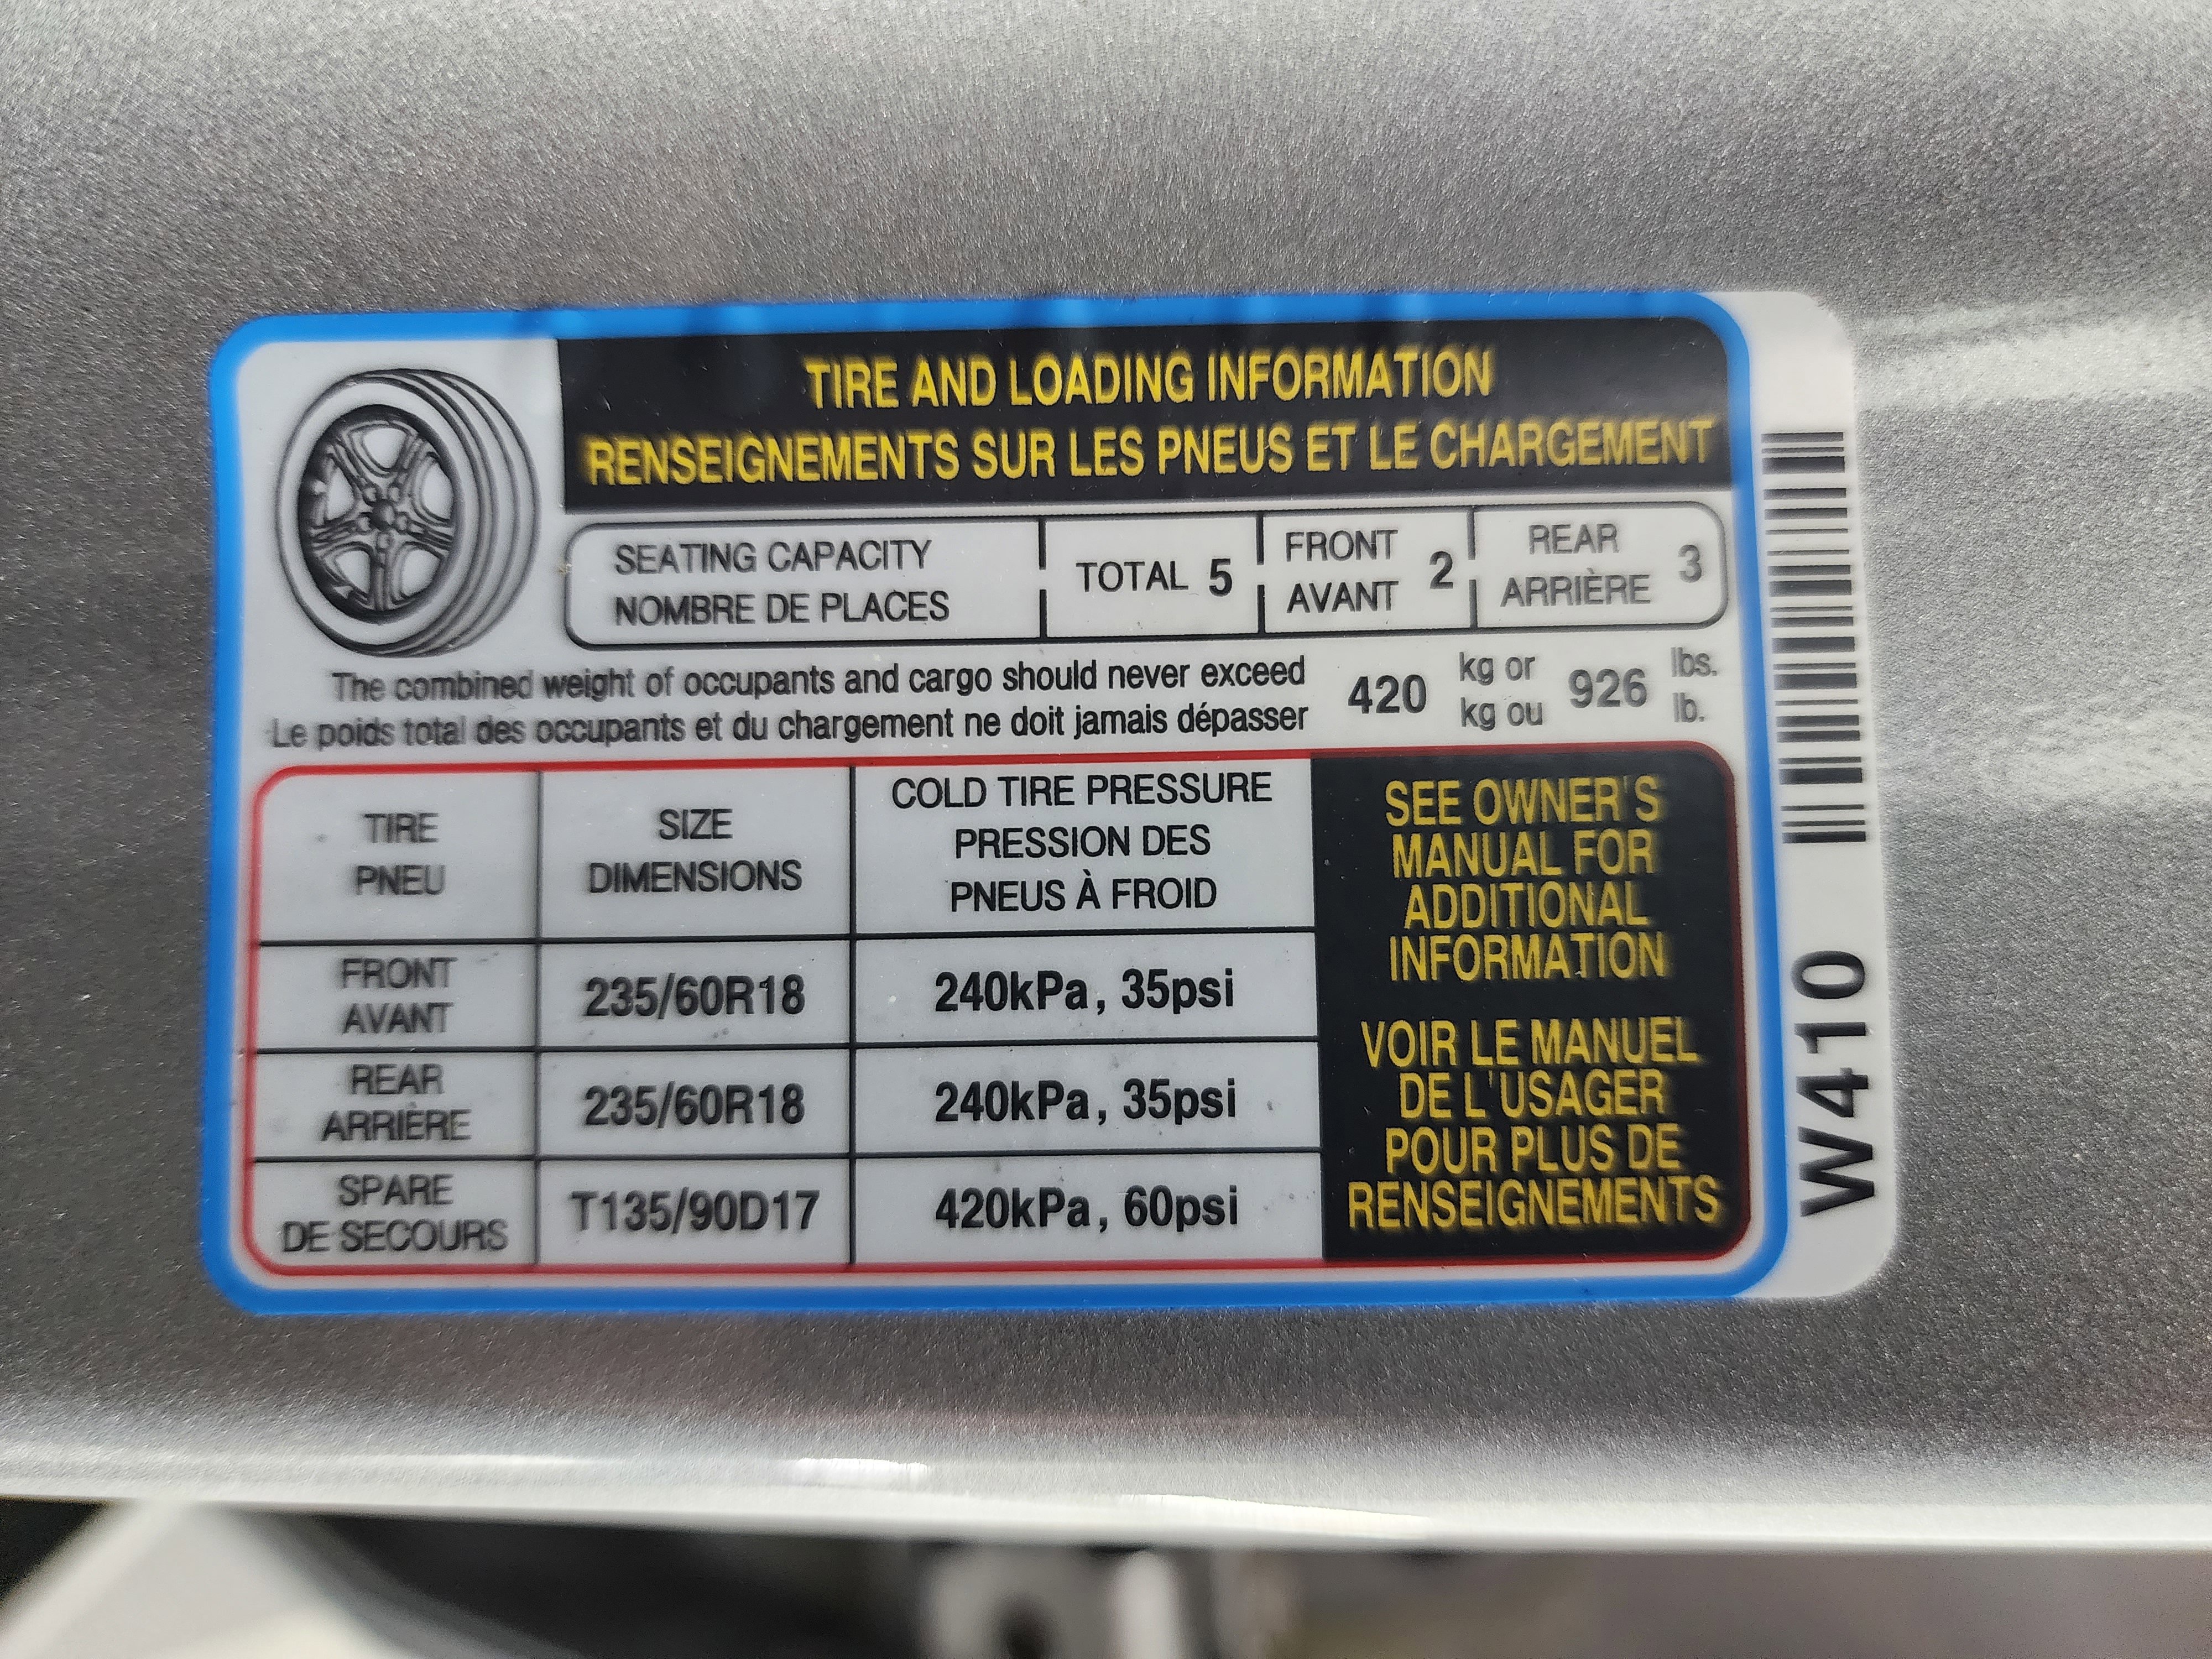 TIRE AND LOADING INFORMATION
RENSEIGNEMENTS SUR LES PNEUS ET LE CHARGEMENT
SEATING CAPACITY
NOMBRE DE PLACES
TOTAL 5
FRONT
AVANT
2
REAR
ARRIÈRE
3
The combined weight of occupants and cargo should never exceed
Le poids total des occupants et du chargement ne doit jamais dépasser
420
kg or
kg ou
926
lbs.
lb.
TIRE
PNEU
SIZE
DIMENSIONS
COLD TIRE PRESSURE
PRESSION DES
PNEUS À FROID
FRONT
AVANT
235/60R18
240kPa, 35psi
REAR
ARRIÈRE
235/60R18
240kPa, 35psi
SPARE
DE SECOURS
T135/90D17
420kPa, 60psi
SEE OWNER'S
MANUAL FOR
ADDITIONAL
INFORMATION
VOIR LE MANUEL
DE L'USAGER
POUR PLUS DE
RENSEIGNEMENTS
W410